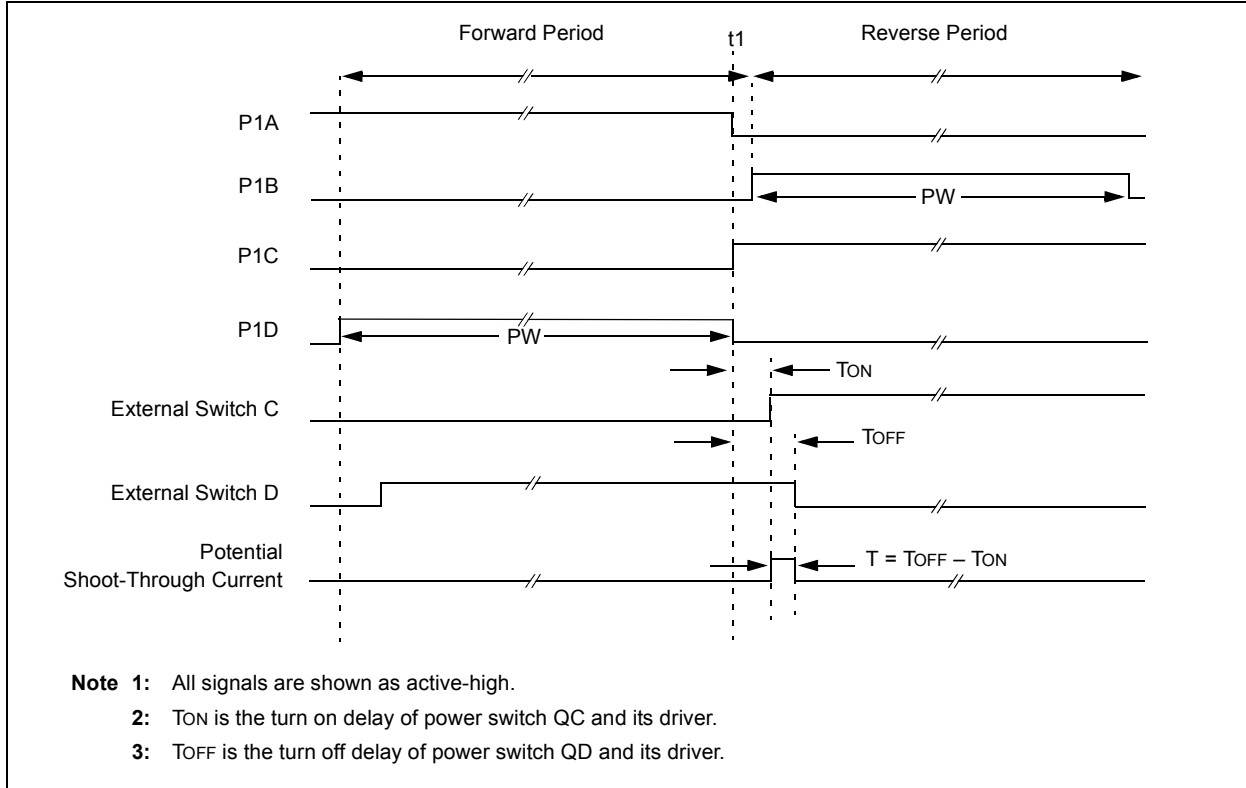 Forward Period
t1
Reverse Period
P1A
P1B
PW
P1C
P1D
PW
TON
External Switch C
TOFF
External Switch D
Potential
Shoot-Through Current
T = TOFF – TON
Note 1: All signals are shown as active-high.
2: TON is the turn on delay of power switch QC and its driver.
3: TOFF is the turn off delay of power switch QD and its driver.